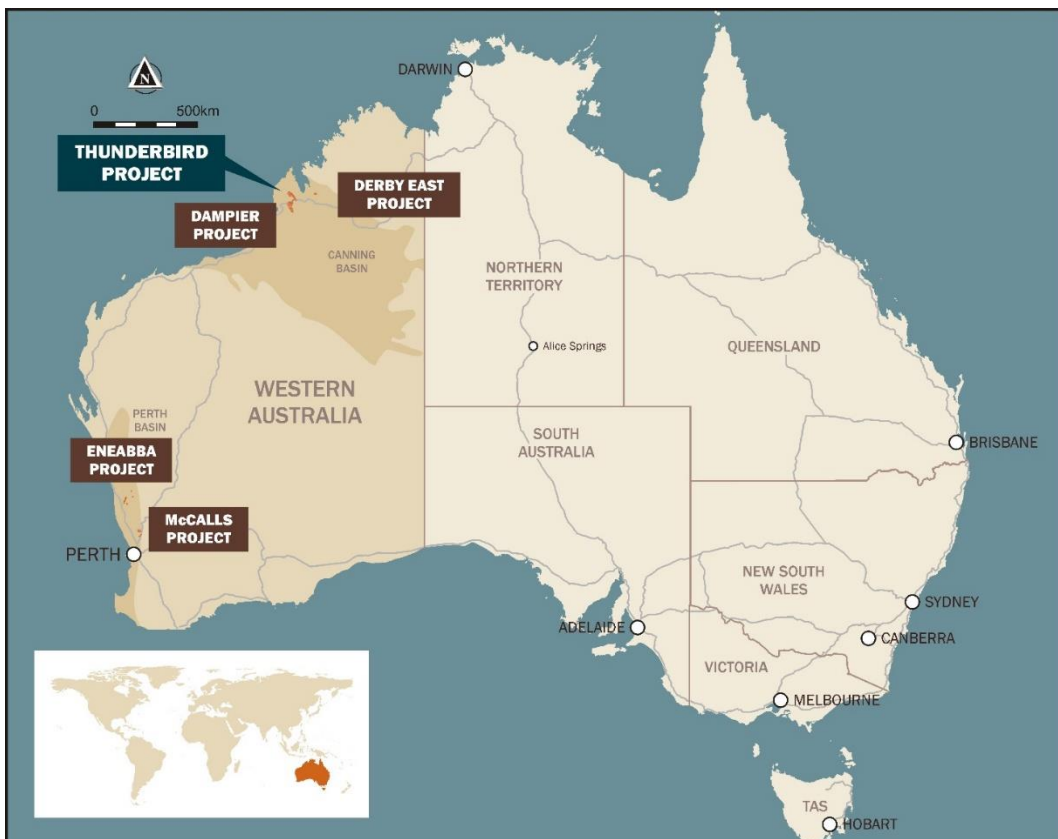 DARWIN
N
0 500km
THUNDERBIRD
PROJECT
DERBY EAST
PROJECT
DAMPIER
PROJECT
CANNING
BASIN
NORTHERN
TERRITORY
Alice Springs
QUEENSLAND
WESTERN
AUSTRALIA
PERTH
BASIN
SOUTH
AUSTRALIA
BRISBANE
ENEABBA
PROJECT
McCALLS
PROJECT
PERTH
NEW SOUTH
WALES
SYDNEY
ADELAIDE
CANBERRA
VICTORIA
MELBOURNE
TAS
HOBART